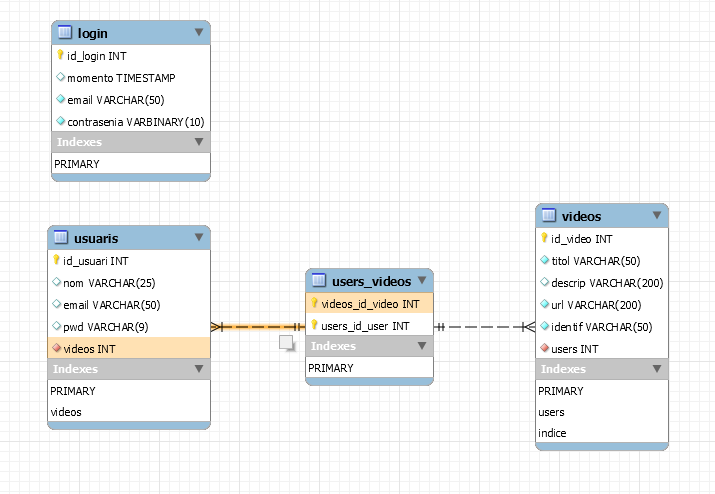 login
id_login INT
momento TIMESTAMP
email VARCHAR(50)
contrasenia VARBINARY(10)
Indexes
PRIMARY
usuaris
id_usuari INT
nom VARCHAR(25)
email VARCHAR(50)
pwd VARCHAR(9)
videos INT
Indexes
PRIMARY
videos
users_videos
videos_id_video INT
users_id_user INT
Indexes
PRIMARY
videos
id_video INT
titol VARCHAR(50)
descrip VARCHAR(200)
url VARCHAR(200)
identif VARCHAR(50)
users INT
Indexes
PRIMARY
users
indice